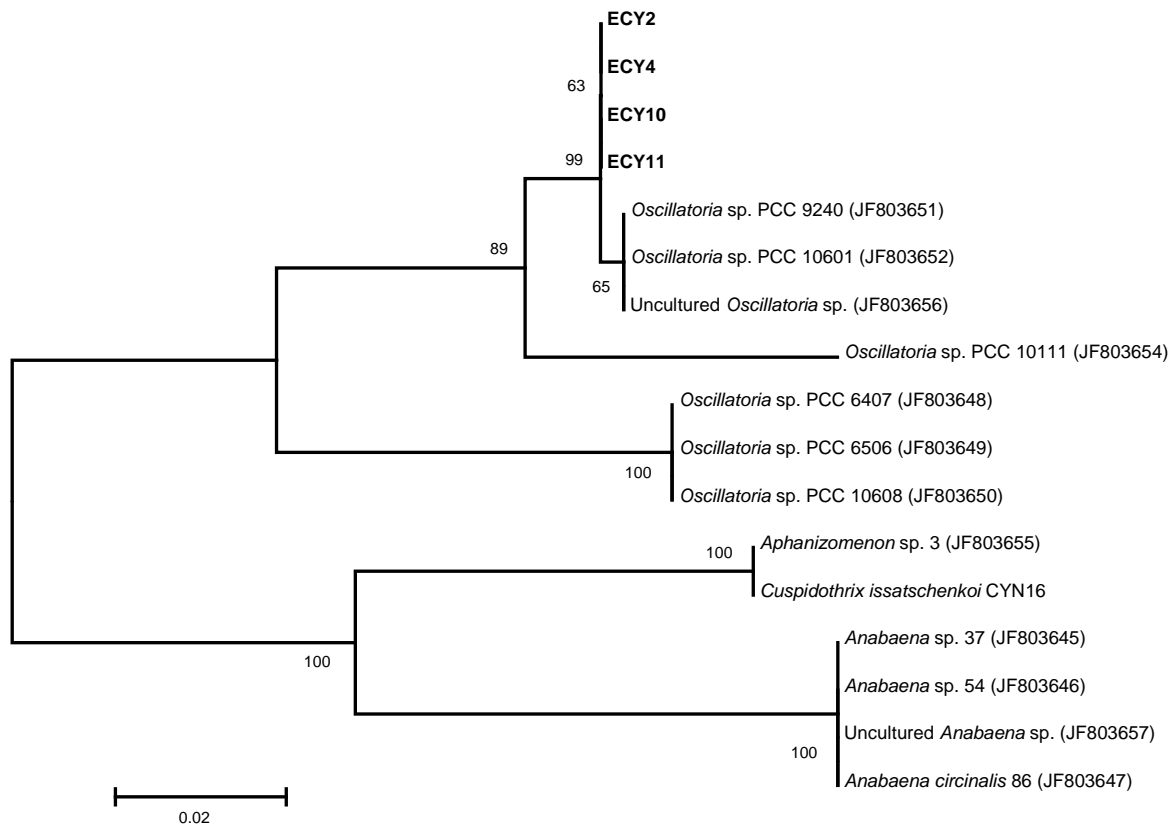 ECY2
ECY4
63
ECY10
99
ECY11
Oscillatoria sp. PCC 9240 (JF803651)
89
Oscillatoria sp. PCC 10601 (JF803652)
65
Uncultured Oscillatoria sp. (JF803656)
Oscillatoria sp. PCC 10111 (JF803654)
Oscillatoria sp. PCC 6407 (JF803648)
Oscillatoria sp. PCC 6506 (JF803649)
100
Oscillatoria sp. PCC 10608 (JF803650)
Aphanizomenon sp. 3 (JF803655)
100
Cuspidothrix issatschenkoi CYN16
Anabaena sp. 37 (JF803645)
100
Anabaena sp. 54 (JF803646)
Uncultured Anabaena sp. (JF803657)
100
Anabaena circinalis 86 (JF803647)
0.02